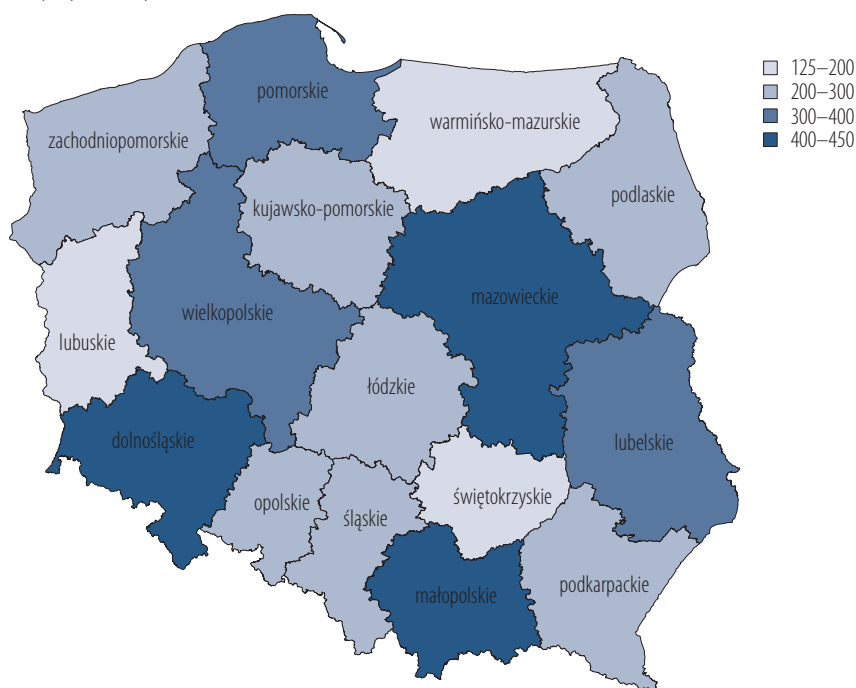 pomorskie
125–200
200–300
300–400
400–450
warmińsko-mazurskie
zachodniopomorskie
podlaskie
kujawsko-pomorskie
mazowieckie
wielkopolskie
lubuskie
łódzkie
dolnośląskie
lubelskie
opolskie
świętokrzyskie
śląskie
podkarpackie
małopolskie